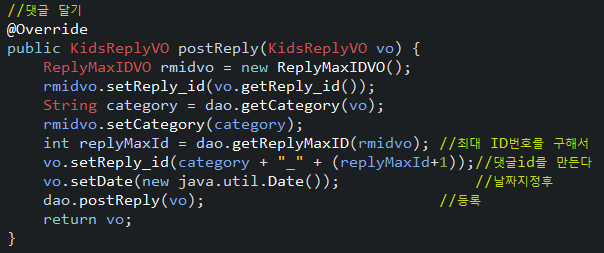 //댓글 달기
@Override
public KidsReplyVO postReply(KidsReplyVO vo) {
    ReplyMaxIDVO rmidvo = new ReplyMaxIDVO();
    rmidvo.setReply_id(vo.getReply_id());
    String category = dao.getCategory(vo);
    rmidvo.setCategory(category);
    int replyMaxId = dao.getReplyMaxID(rmidvo); //최대 ID번호를 구해서
    vo.setReply_id(category + "_" + (replyMaxId+1));//댓글id를 만든다
    vo.setDate(new java.util.Date());                //날짜지정후
    dao.postReply(vo);                           //등록
    return vo;
}